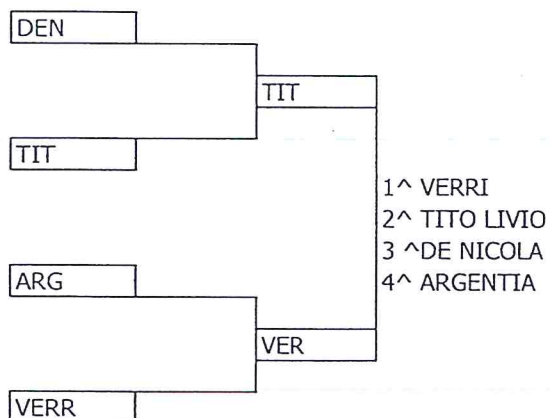 DEN
TIT
TIT
1^ VERRI
2^ TITO LIVIO
3 ^DE NICOLA
4^ ARGENTIA
ARG
VER
VERR